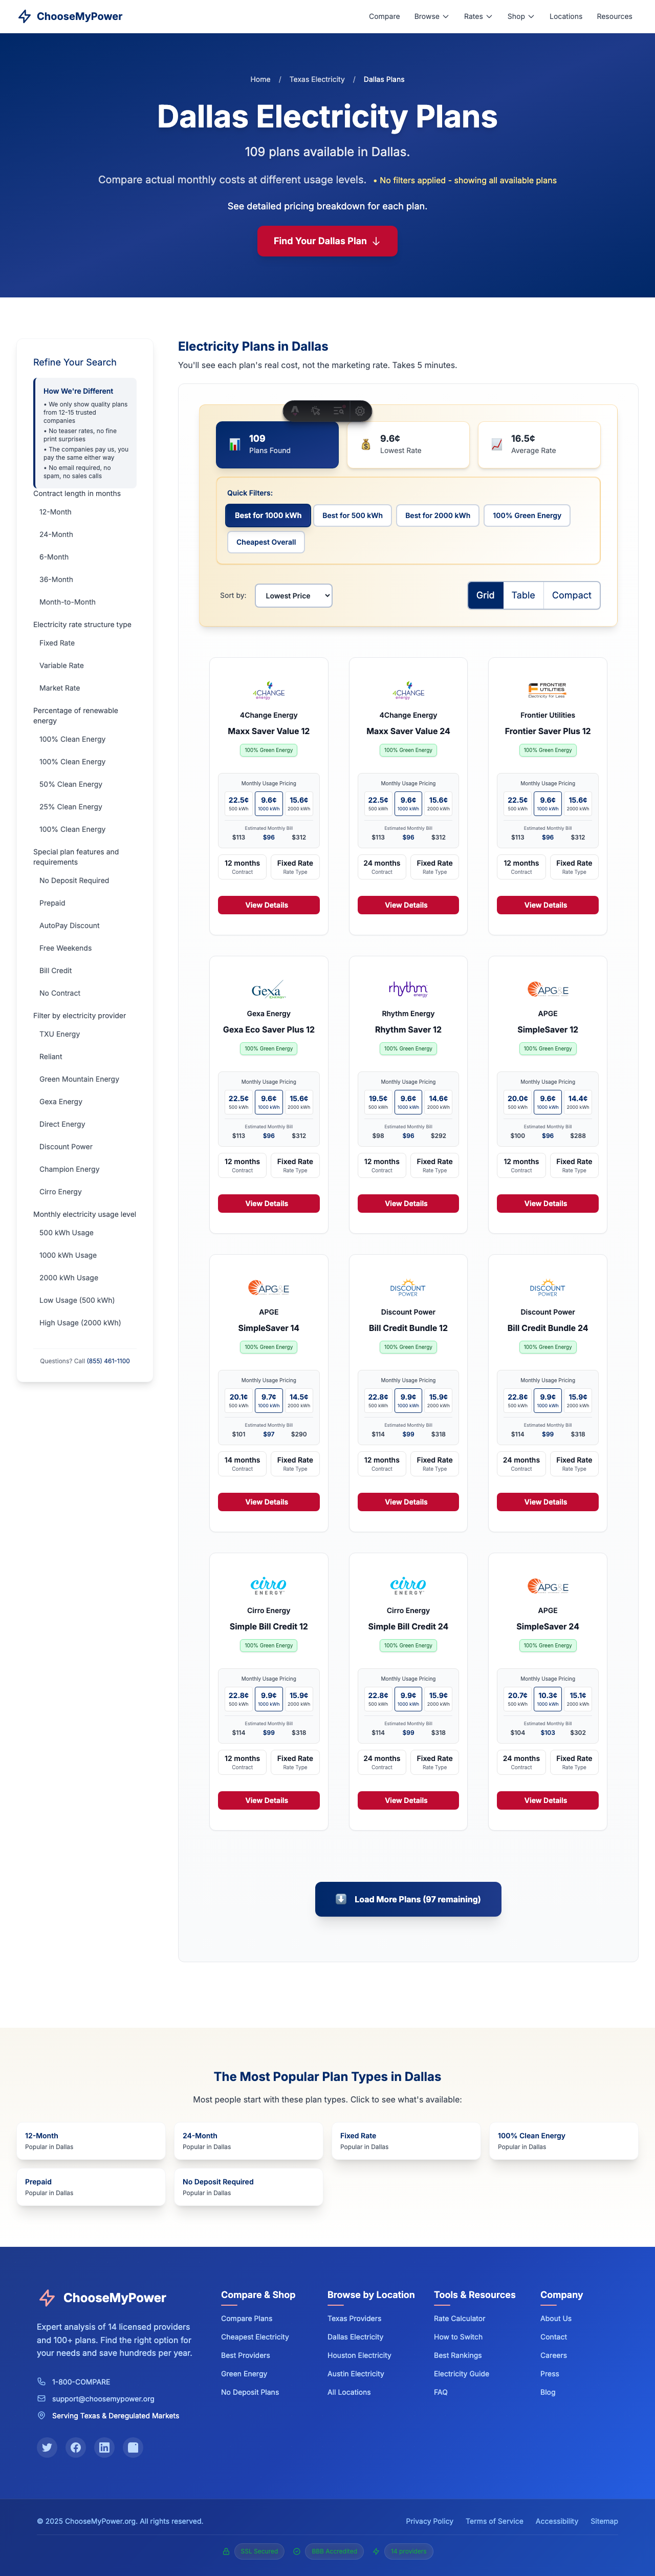 ChooseMyPower
Compare Browse Rates Shop Locations Resources
Home / Texas Electricity / Dallas Plans
Dallas Electricity Plans
109 plans available in Dallas.
Compare actual monthly costs at different usage levels. • No filters applied - showing all available plans
See detailed pricing breakdown for each plan.
Find Your Dallas Plan ↓
Refine Your Search
How We're Different
• We only show quality plans
from 12-15 trusted
companies
• No teaser rates, no fine
print surprises
• The companies pay us, you
pay the same either way
• No email required, no
spam, no sales calls
Contract length in months
12-Month
24-Month
6-Month
36-Month
Month-to-Month
Electricity rate structure type
Fixed Rate
Variable Rate
Market Rate
Percentage of renewable
energy
100% Clean Energy
100% Clean Energy
50% Clean Energy
25% Clean Energy
100% Clean Energy
Special plan features and
requirements
No Deposit Required
Prepaid
AutoPay Discount
Free Weekends
Bill Credit
No Contract
Filter by electricity provider
TXU Energy
Reliant
Green Mountain Energy
Gexa Energy
Direct Energy
Discount Power
Champion Energy
Cirro Energy
Monthly electricity usage level
500 kWh Usage
1000 kWh Usage
2000 kWh Usage
Low Usage (500 kWh)
High Usage (2000 kWh)
Questions? Call (855) 461-1100
Electricity Plans in Dallas
You'll see each plan's real cost, not the marketing rate. Takes 5 minutes.
109
Plans Found
9.6¢
Lowest Rate
16.5¢
Average Rate
Quick Filters:
Best for 1000 kWh Best for 500 kWh Best for 2000 kWh 100% Green Energy
Cheapest Overall
Sort by: Lowest Price
Grid Table Compact
4CHANGE energy
4Change Energy
Maxx Saver Value 12
100% Green Energy
Monthly Usage Pricing
22.5¢ 9.6¢ 15.6¢
500 kWh 1000 kWh 2000 kWh
Estimated Monthly Bill
$113 $96 $312
12 months Fixed Rate
Contract Rate Type
View Details
4CHANGE energy
4Change Energy
Maxx Saver Value 24
100% Green Energy
Monthly Usage Pricing
22.5¢ 9.6¢ 15.6¢
500 kWh 1000 kWh 2000 kWh
Estimated Monthly Bill
$113 $96 $312
24 months Fixed Rate
Contract Rate Type
View Details
FRONTIER UTILITIES
Electricity for Less
Frontier Utilities
Frontier Saver Plus 12
100% Green Energy
Monthly Usage Pricing
22.5¢ 9.6¢ 15.6¢
500 kWh 1000 kWh 2000 kWh
Estimated Monthly Bill
$113 $96 $312
12 months Fixed Rate
Contract Rate Type
View Details
Gexa
Gexa Energy
Gexa Eco Saver Plus 12
100% Green Energy
Monthly Usage Pricing
22.5¢ 9.6¢ 15.6¢
500 kWh 1000 kWh 2000 kWh
Estimated Monthly Bill
$113 $96 $312
12 months Fixed Rate
Contract Rate Type
View Details
rhythm energy
Rhythm Energy
Rhythm Saver 12
100% Green Energy
Monthly Usage Pricing
19.5¢ 9.6¢ 14.6¢
500 kWh 1000 kWh 2000 kWh
Estimated Monthly Bill
$98 $96 $292
12 months Fixed Rate
Contract Rate Type
View Details
APG&E
APGE
SimpleSaver 12
100% Green Energy
Monthly Usage Pricing
20.0¢ 9.6¢ 14.4¢
500 kWh 1000 kWh 2000 kWh
Estimated Monthly Bill
$100 $96 $288
12 months Fixed Rate
Contract Rate Type
View Details
APG&E
APGE
SimpleSaver 14
100% Green Energy
Monthly Usage Pricing
20.1¢ 9.7¢ 14.5¢
500 kWh 1000 kWh 2000 kWh
Estimated Monthly Bill
$101 $97 $290
14 months Fixed Rate
Contract Rate Type
View Details
DISCOUNT POWER
Discount Power
Bill Credit Bundle 12
100% Green Energy
Monthly Usage Pricing
22.8¢ 9.9¢ 15.9¢
500 kWh 1000 kWh 2000 kWh
Estimated Monthly Bill
$114 $99 $318
12 months Fixed Rate
Contract Rate Type
View Details
DISCOUNT POWER
Discount Power
Bill Credit Bundle 24
100% Green Energy
Monthly Usage Pricing
22.8¢ 9.9¢ 15.9¢
500 kWh 1000 kWh 2000 kWh
Estimated Monthly Bill
$114 $99 $318
24 months Fixed Rate
Contract Rate Type
View Details
cirro ENERGY
Cirro Energy
Simple Bill Credit 12
100% Green Energy
Monthly Usage Pricing
22.8¢ 9.9¢ 15.9¢
500 kWh 1000 kWh 2000 kWh
Estimated Monthly Bill
$114 $99 $318
12 months Fixed Rate
Contract Rate Type
View Details
cirro ENERGY
Cirro Energy
Simple Bill Credit 24
100% Green Energy
Monthly Usage Pricing
22.8¢ 9.9¢ 15.9¢
500 kWh 1000 kWh 2000 kWh
Estimated Monthly Bill
$114 $99 $318
24 months Fixed Rate
Contract Rate Type
View Details
APG&E
APGE
SimpleSaver 24
100% Green Energy
Monthly Usage Pricing
20.7¢ 10.3¢ 15.1¢
500 kWh 1000 kWh 2000 kWh
Estimated Monthly Bill
$104 $103 $302
24 months Fixed Rate
Contract Rate Type
View Details
Load More Plans (97 remaining)
The Most Popular Plan Types in Dallas
Most people start with these plan types. Click to see what's available:
12-Month
Popular in Dallas
24-Month
Popular in Dallas
Fixed Rate
Popular in Dallas
100% Clean Energy
Popular in Dallas
Prepaid
Popular in Dallas
No Deposit Required
Popular in Dallas
ChooseMyPower
Expert analysis of 14 licensed providers
and 100+ plans. Find the right option for
your needs and save hundreds per year.
1-800-COMPARE
support@choosemypower.org
Serving Texas & Deregulated Markets
Compare & Shop
Compare Plans
Cheapest Electricity
Best Providers
Green Energy
No Deposit Plans
Browse by Location
Texas Providers
Dallas Electricity
Houston Electricity
Austin Electricity
All Locations
Tools & Resources
Rate Calculator
How to Switch
Best Rankings
Electricity Guide
FAQ
Company
About Us
Contact
Careers
Press
Blog
© 2025 ChooseMyPower.org. All rights reserved.
Privacy Policy Terms of Service Accessibility Sitemap
SSL Secured BBB Accredited 14 providers